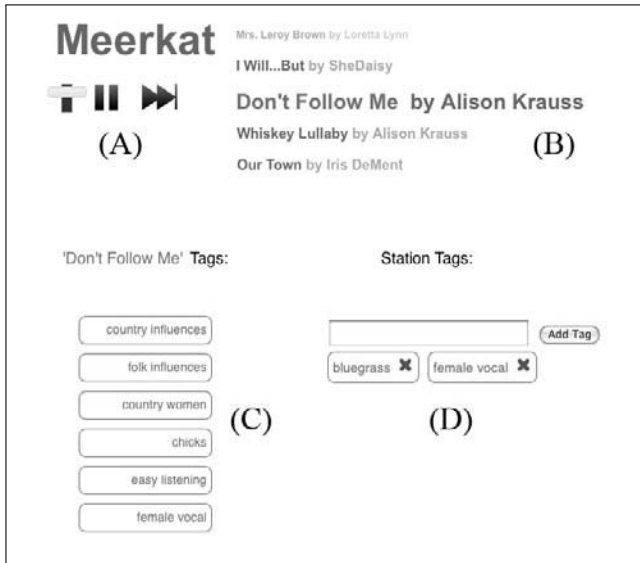 Meerkat
Mrs. Leroy Brown by Loretta Lynn
I Will...But by SheDaisy
Don't Follow Me by Alison Krauss
Whiskey Lullaby by Alison Krauss
Our Town by Iris DeMent
(A)
(B)
'Don't Follow Me' Tags:
country influences
folk influences
country women
chicks
easy listening
female vocal
(C)
Station Tags:
Add Tag
bluegrass
female vocal
(D)